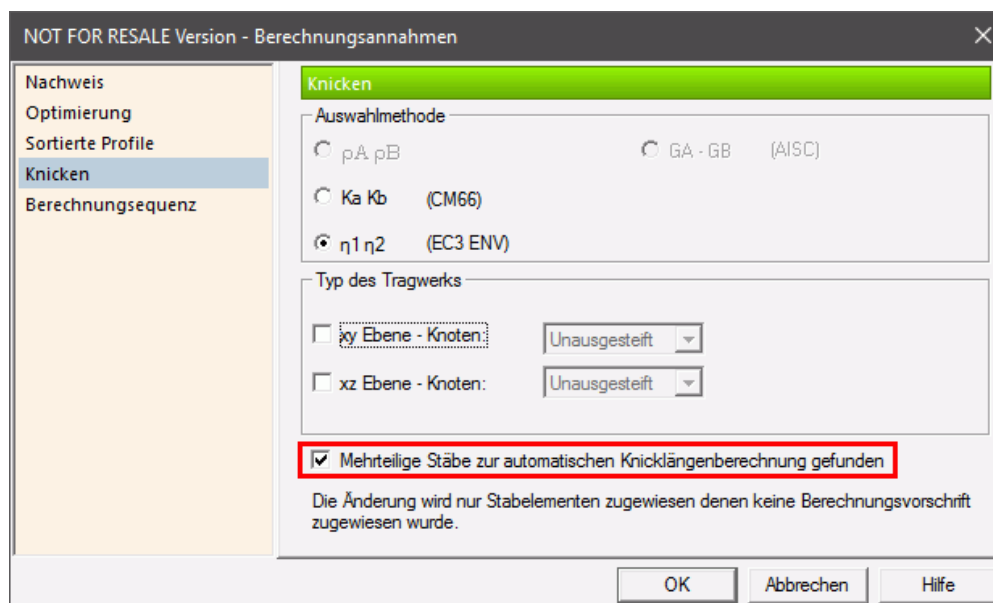 NOT FOR RESALE Version - Berechnungsannahmen
Nachweis
Optimierung
Sortierte Profile
Knicken
Berechnungsequenz
Knicken
Auswahlmethode
ρA ρB
GA - GB (AISC)
Ka Kb (CM66)
η1 η2 (EC3 ENV)
Typ des Tragwerks
xy Ebene - Knoten: Unausgesteift
xz Ebene - Knoten: Unausgesteift
Mehrteilige Stäbe zur automatischen Knicklängenberechnung gefunden
Die Änderung wird nur Stabelementen zugewiesen denen keine Berechnungsvorschrift
zugewiesen wurde.
OK Abbrechen Hilfe